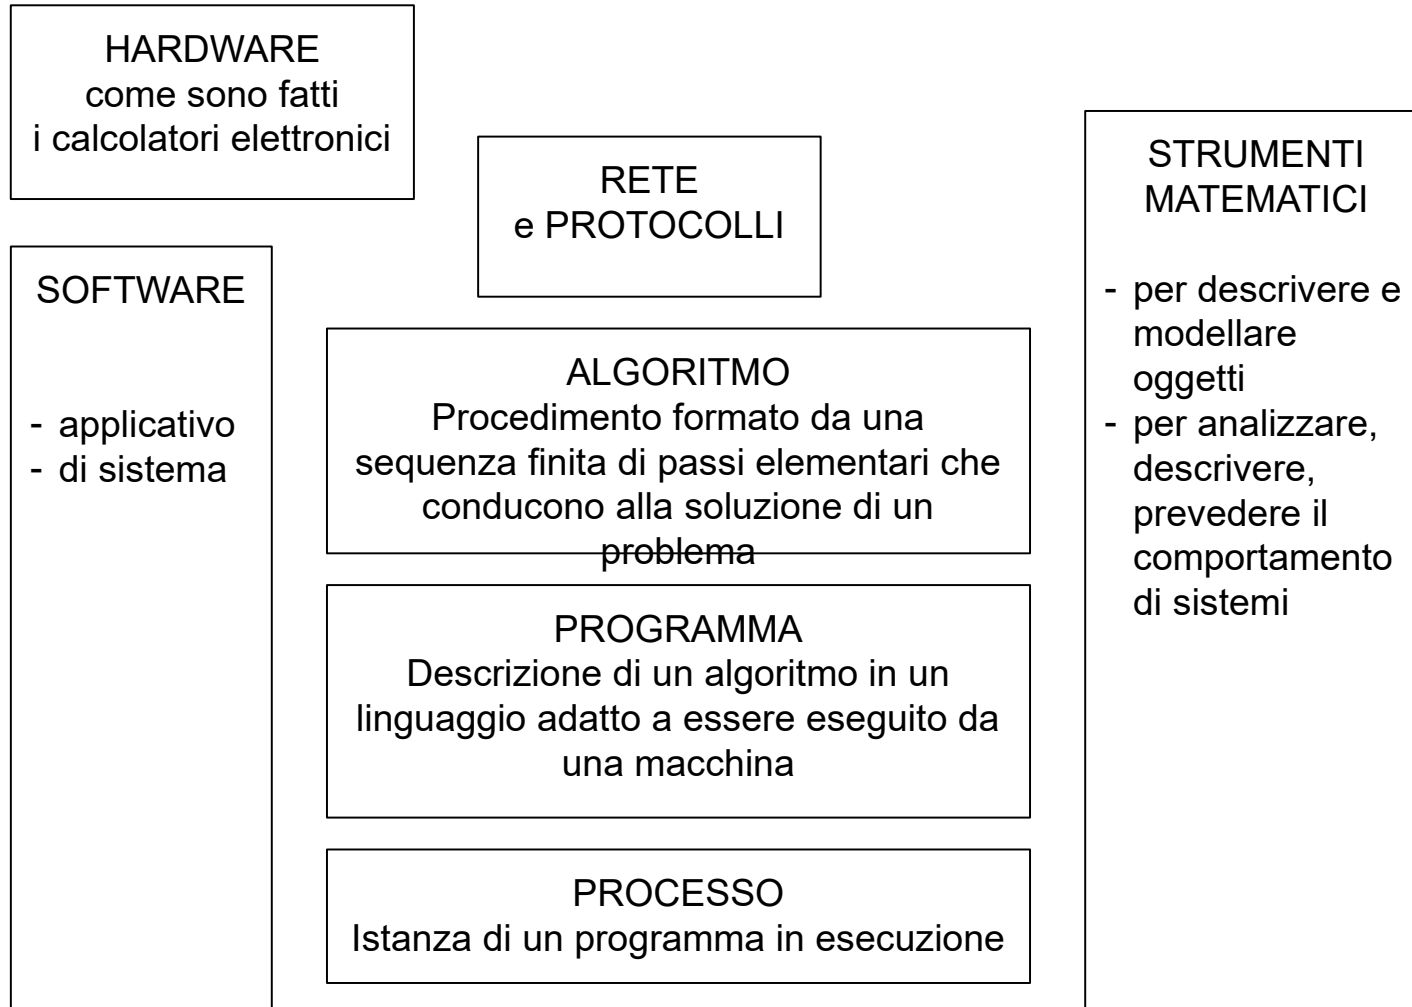 HARDWARE
come sono fatti
i calcolatori elettronici
RETE
e PROTOCOLLI
STRUMENTI
MATEMATICI
- per descrivere e
modellare
oggetti
- per analizzare,
descrivere,
prevedere il
comportamento
di sistemi
SOFTWARE
- applicativo
- di sistema
ALGORITMO
Procedimento formato da una
sequenza finita di passi elementari che
conducono alla soluzione di un
problema
PROGRAMMA
Descrizione di un algoritmo in un
linguaggio adatto a essere eseguito da
una macchina
PROCESSO
Istanza di un programma in esecuzione